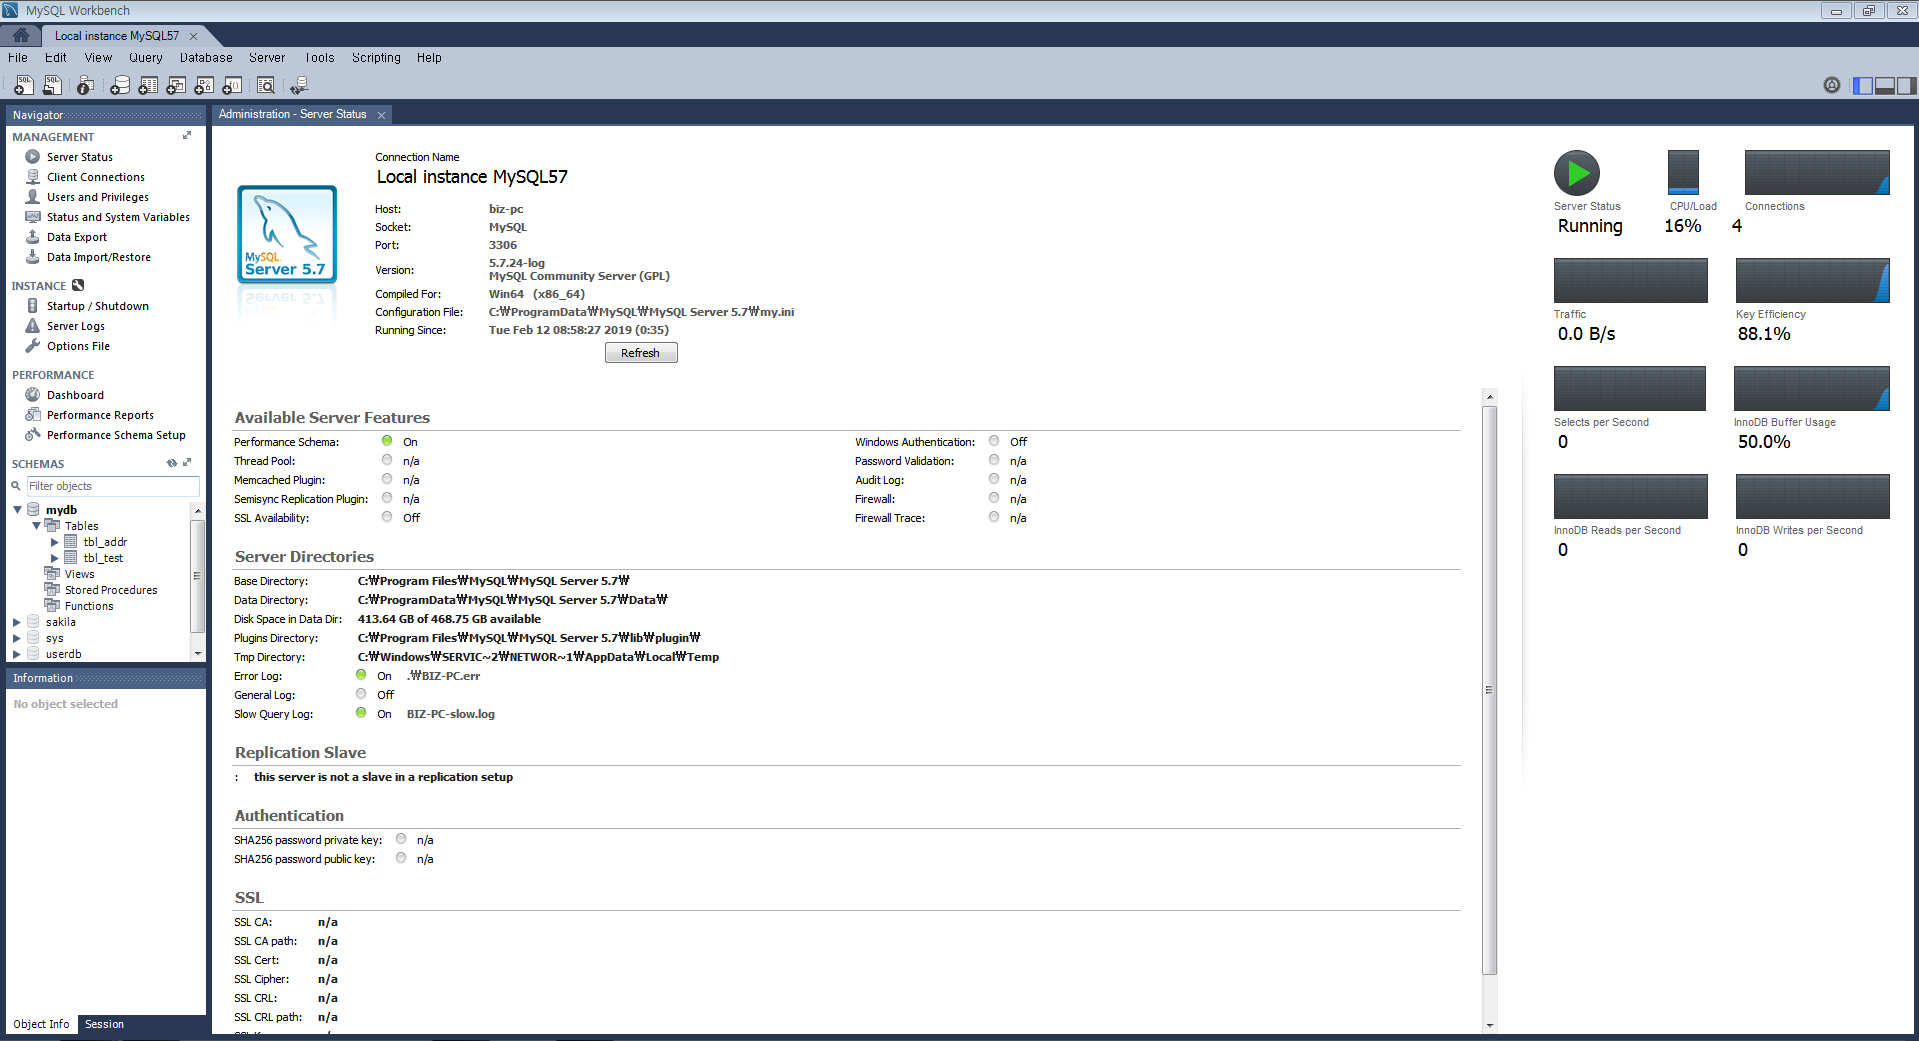 MySQL Workbench
Local instance MySQL57
File Edit View Query Database Server Tools Scripting Help
Navigator
MANAGEMENT
Server Status
Client Connections
Users and Privileges
Status and System Variables
Data Export
Data Import/Restore
INSTANCE
Startup / Shutdown
Server Logs
Options File
PERFORMANCE
Dashboard
Performance Reports
Performance Schema Setup
SCHEMAS
Filter objects
mydb
Tables
tbl_addr
tbl_test
Views
Stored Procedures
Functions
sakila
sys
userdb
Information
No object selected
Object Info Session
Administration - Server Status
Connection Name
Local instance MySQL57
Host: biz-pc
Socket: MySQL
Port: 3306
Version: 5.7.24-log
MySQL Community Server (GPL)
Compiled For: Win64 (x86_64)
Configuration File: C:₩ProgramData₩MySQL₩MySQL Server 5.7₩my.ini
Running Since: Tue Feb 12 08:58:27 2019 (0:35)
Refresh
MySQL
Server 5.7
Available Server Features
Performance Schema: On
Thread Pool: n/a
Memcached Plugin: n/a
Semisync Replication Plugin: n/a
SSL Availability: Off
Windows Authentication: Off
Password Validation: n/a
Audit Log: n/a
Firewall: n/a
Firewall Trace: n/a
Server Directories
Base Directory: C:₩Program Files₩MySQL₩MySQL Server 5.7₩
Data Directory: C:₩ProgramData₩MySQL₩MySQL Server 5.7₩Data₩
Disk Space in Data Dir: 413.64 GB of 468.75 GB available
Plugins Directory: C:₩Program Files₩MySQL₩MySQL Server 5.7₩lib₩plugin₩
Tmp Directory: C:₩Windows₩SERVIC~2₩NETWOR~1₩AppData₩Local₩Temp
Error Log: On .₩BIZ-PC.err
General Log: Off
Slow Query Log: On BIZ-PC-slow.log
Replication Slave
: this server is not a slave in a replication setup
Authentication
SHA256 password private key: n/a
SHA256 password public key: n/a
SSL
SSL CA: n/a
SSL CA path: n/a
SSL Cert: n/a
SSL Cipher: n/a
SSL CRL: n/a
SSL CRL path: n/a
Server Status
Running
CPU/Load
16%
Connections
4
Traffic
0.0 B/s
Key Efficiency
88.1%
Selects per Second
0
InnoDB Buffer Usage
50.0%
InnoDB Reads per Second
0
InnoDB Writes per Second
0